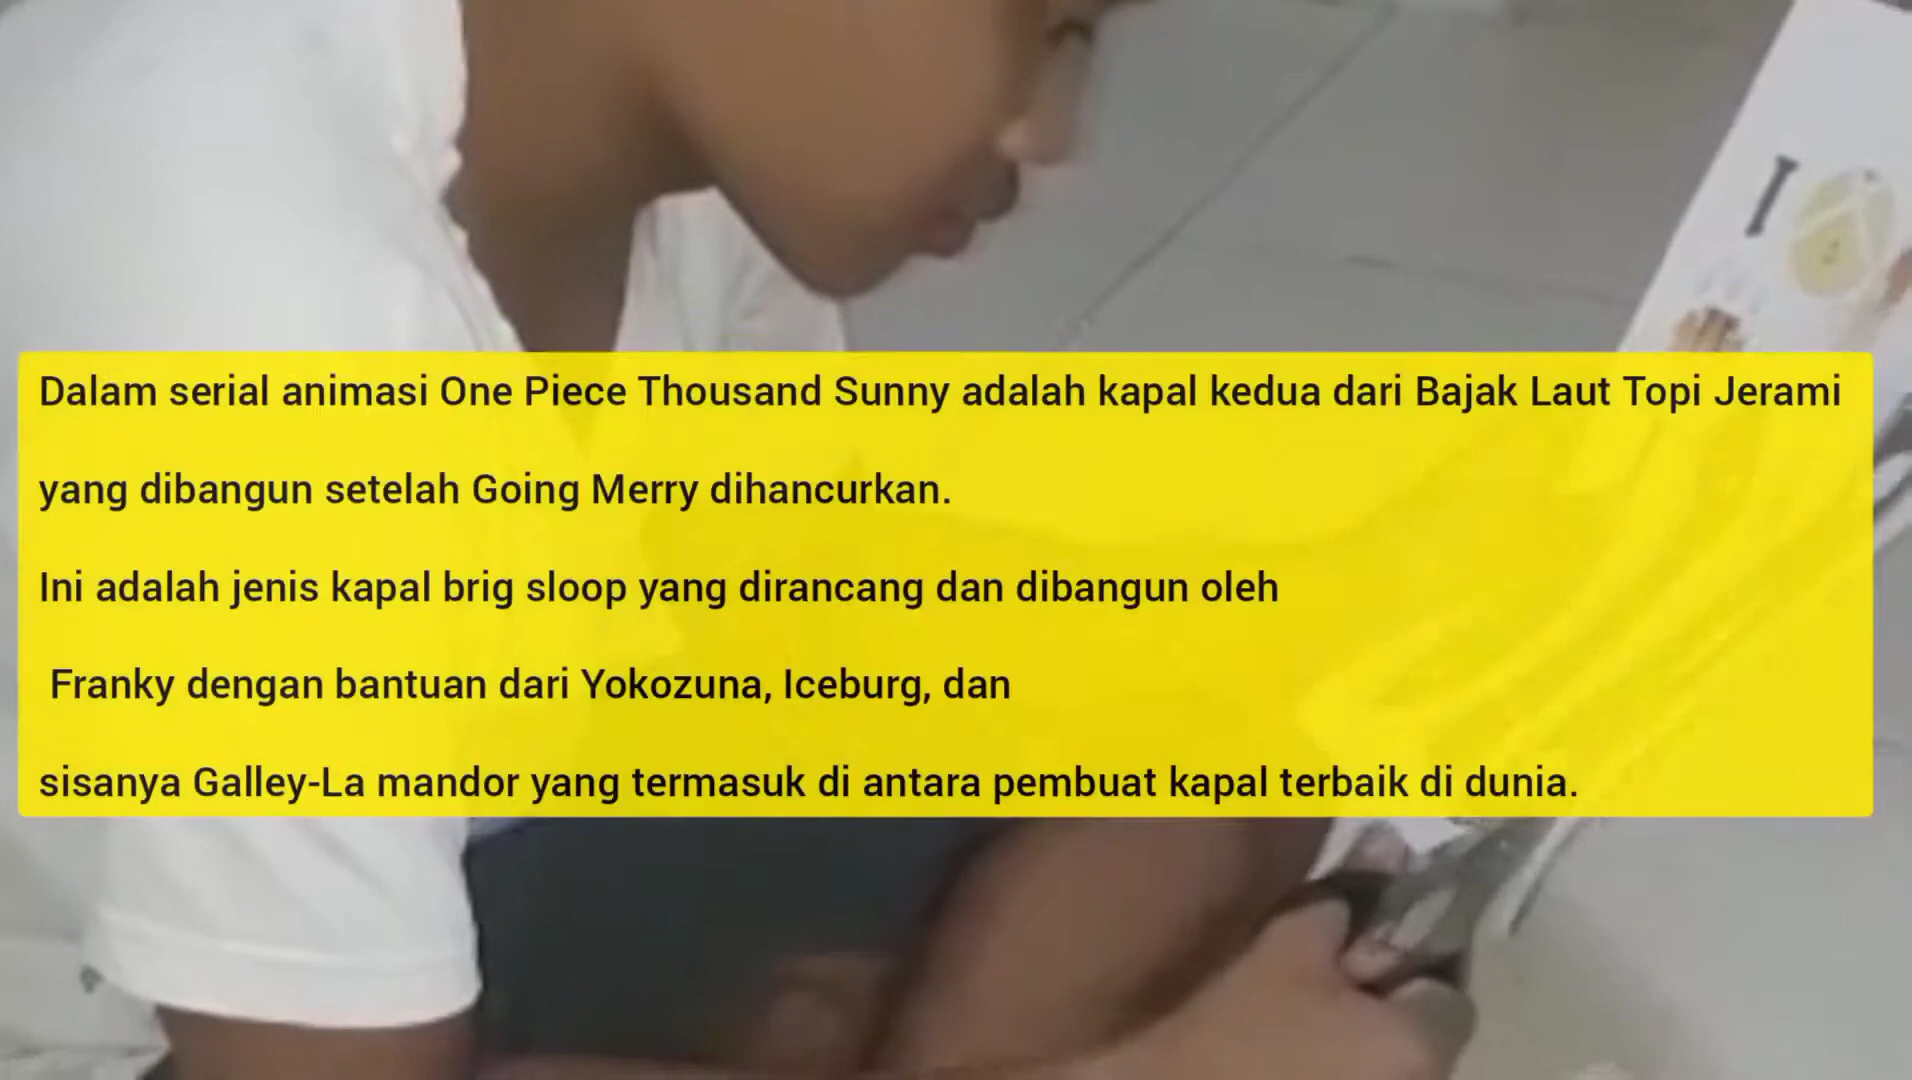 I
Dalam serial animasi One Piece Thousand Sunny adalah kapal kedua dari Bajak Laut Topi Jerami
yang dibangun setelah Going Merry dihancurkan.
Ini adalah jenis kapal brig sloop yang dirancang dan dibangun oleh
Franky dengan bantuan dari Yokozuna, Iceburg, dan
sisanya Galley-La mandor yang termasuk di antara pembuat kapal terbaik di dunia.